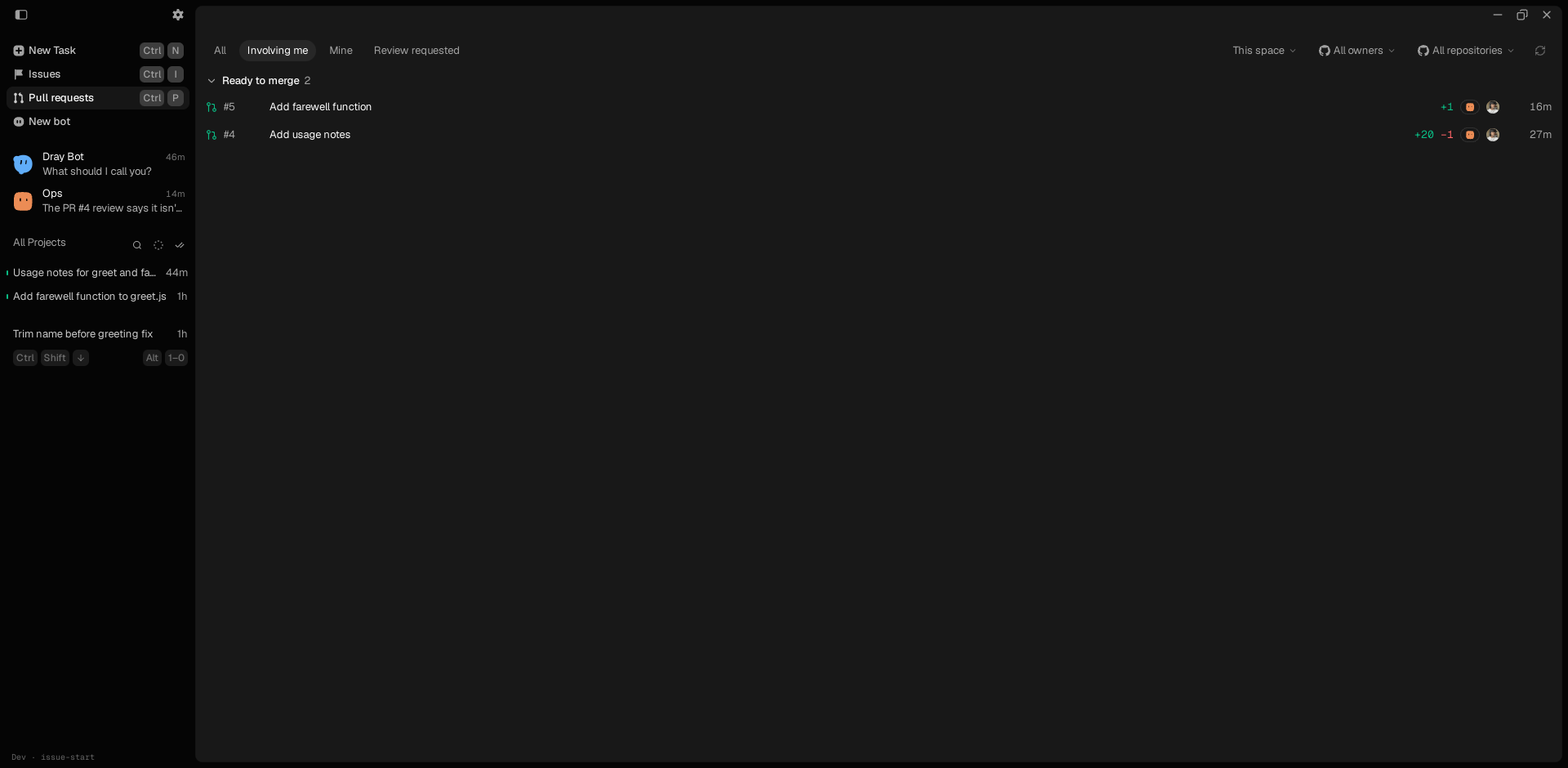 New Task Ctrl N
Issues Ctrl I
Pull requests Ctrl P
New bot
Dray Bot 46m
What should I call you?
Ops 14m
The PR #4 review says it isn'...
All Projects
Usage notes for greet and fa... 44m
Add farewell function to greet.js 1h
Trim name before greeting fix 1h
Ctrl Shift ↓ Alt 1–0
Dev · issue-start
All Involving me Mine Review requested This space All owners All repositories
Ready to merge 2
#5 Add farewell function +1 16m
#4 Add usage notes +20 −1 27m